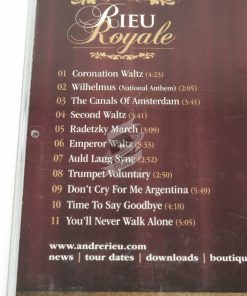 RIEU
Royale
01 Coronation Waltz (4:23)
02 Wilhelmus (National Anthem) (2:05)
03 The Canals Of Amsterdam (3:41)
04 Second Waltz (3:41)
05 Radetzky March (3:09)
06 Emperor Waltz (3:33)
07 Auld Lang Syne (2:52)
08 Trumpet Voluntary (2:50)
09 Don't Cry For Me Argentina (5:49)
10 Time To Say Goodbye (4:18)
11 You'll Never Walk Alone (5:05)
www.andrerieu.com
news | tour dates | downloads | boutiqu